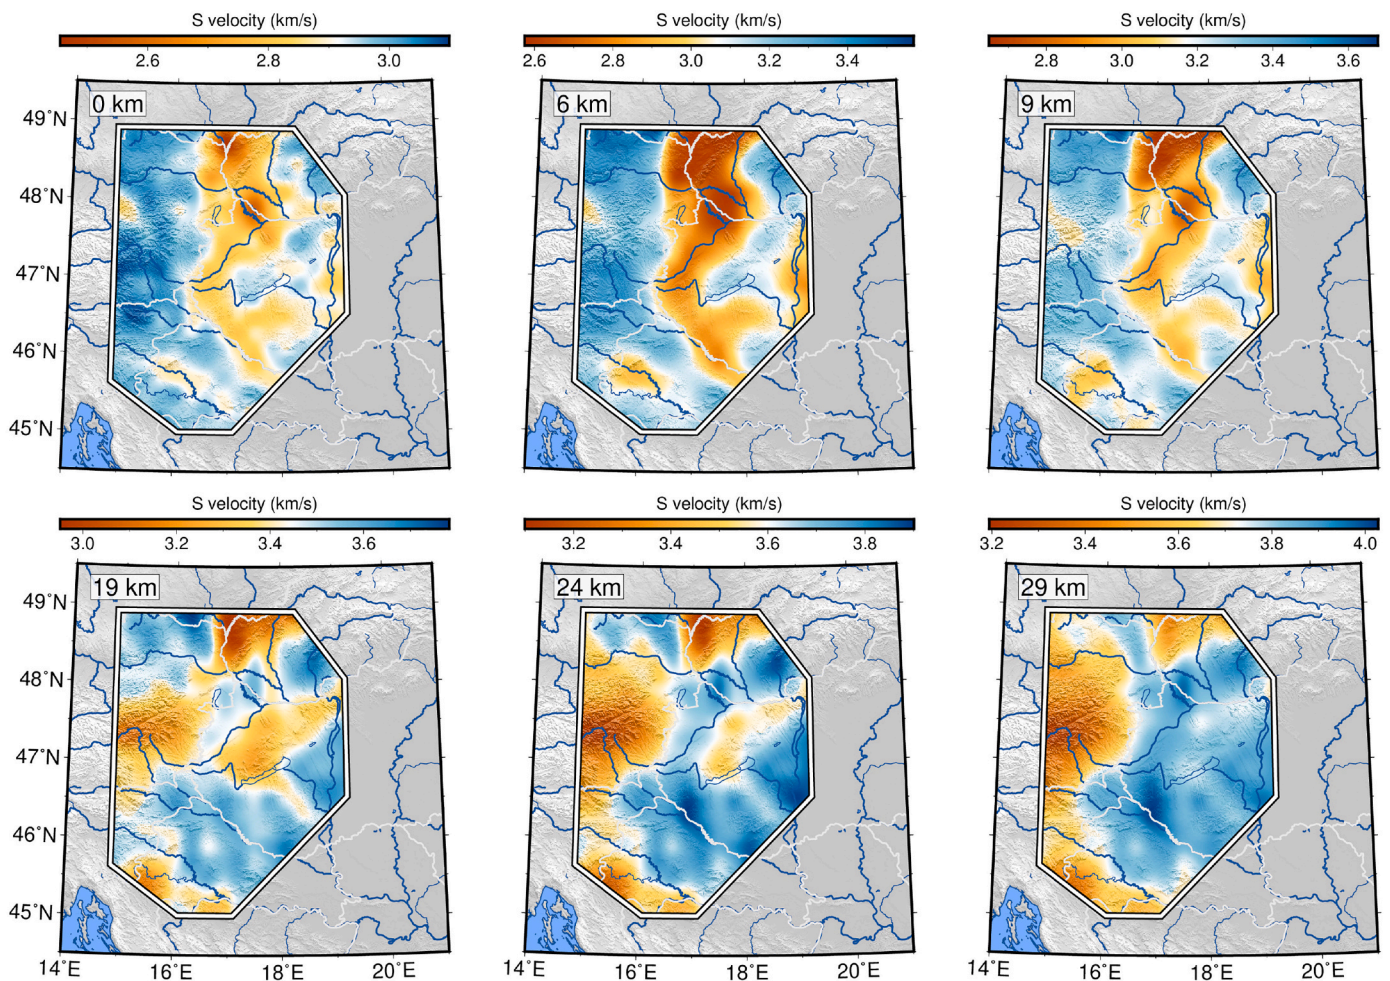 S velocity (km/s) S velocity (km/s) S velocity (km/s)
2.6 2.8 3.0 2.6 2.8 3.0 3.2 3.4 2.8 3.0 3.2 3.4 3.6
0 km 6 km 9 km
49°N
48°N
47°N
46°N
45°N
S velocity (km/s) S velocity (km/s) S velocity (km/s)
3.0 3.2 3.4 3.6 3.2 3.4 3.6 3.8 3.2 3.4 3.6 3.8 4.0
19 km 24 km 29 km
49°N
48°N
47°N
46°N
45°N
14°E 16°E 18°E 20°E 14°E 16°E 18°E 20°E 14°E 16°E 18°E 20°E